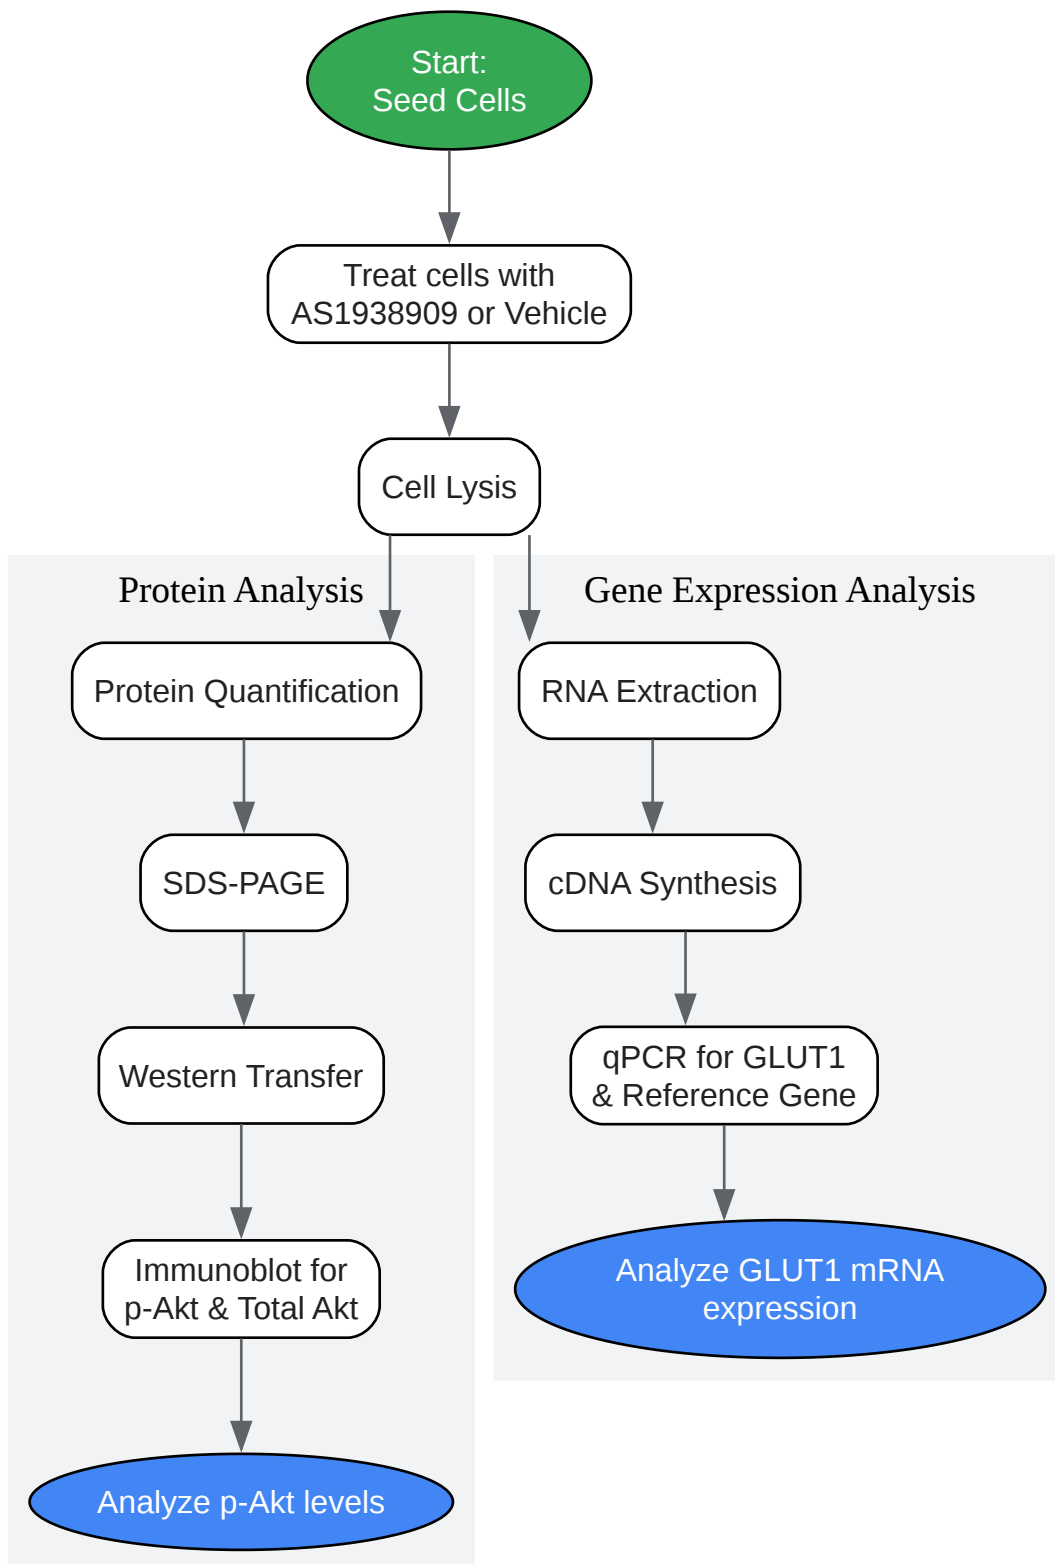 Start:
Seed Cells
Treat cells with
AS1938909 or Vehicle
Cell Lysis
Protein Analysis
Protein Quantification
SDS-PAGE
Western Transfer
Immunoblot for
p-Akt & Total Akt
Analyze p-Akt levels
Gene Expression Analysis
RNA Extraction
cDNA Synthesis
qPCR for GLUT1
& Reference Gene
Analyze GLUT1 mRNA
expression